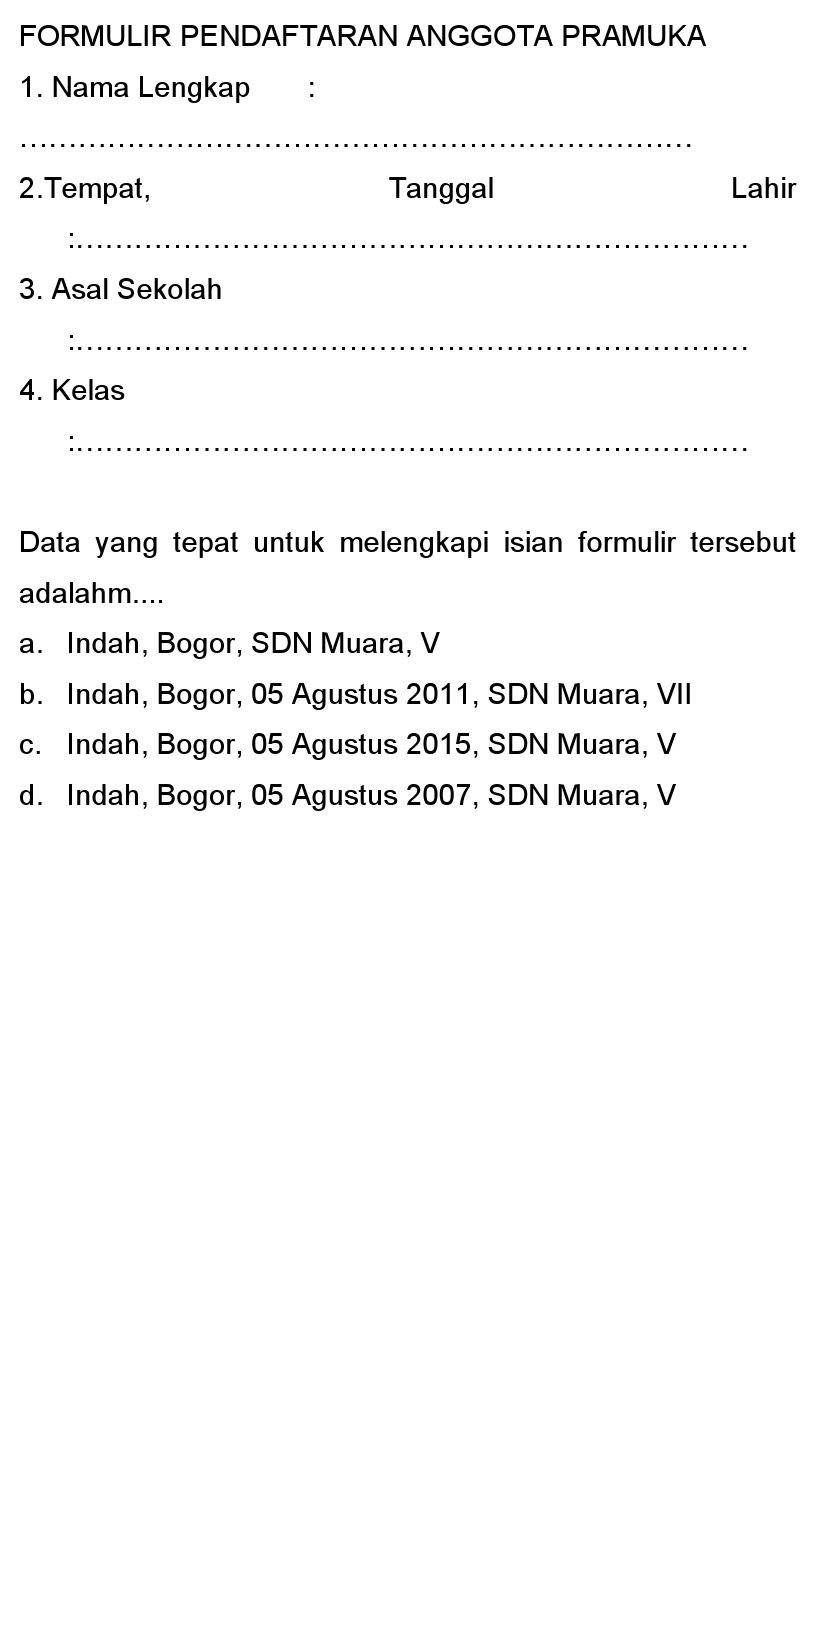 FORMULIR PENDAFTARAN ANGGOTA PRAMUKA
1. Nama Lengkap :
.....................................................................
2.Tempat, Tanggal Lahir
:.....................................................................
3. Asal Sekolah
:.....................................................................
4. Kelas
:.....................................................................
Data yang tepat untuk melengkapi isian formulir tersebut
adalahm....
a. Indah, Bogor, SDN Muara, V
b. Indah, Bogor, 05 Agustus 2011, SDN Muara, VII
c. Indah, Bogor, 05 Agustus 2015, SDN Muara, V
d. Indah, Bogor, 05 Agustus 2007, SDN Muara, V